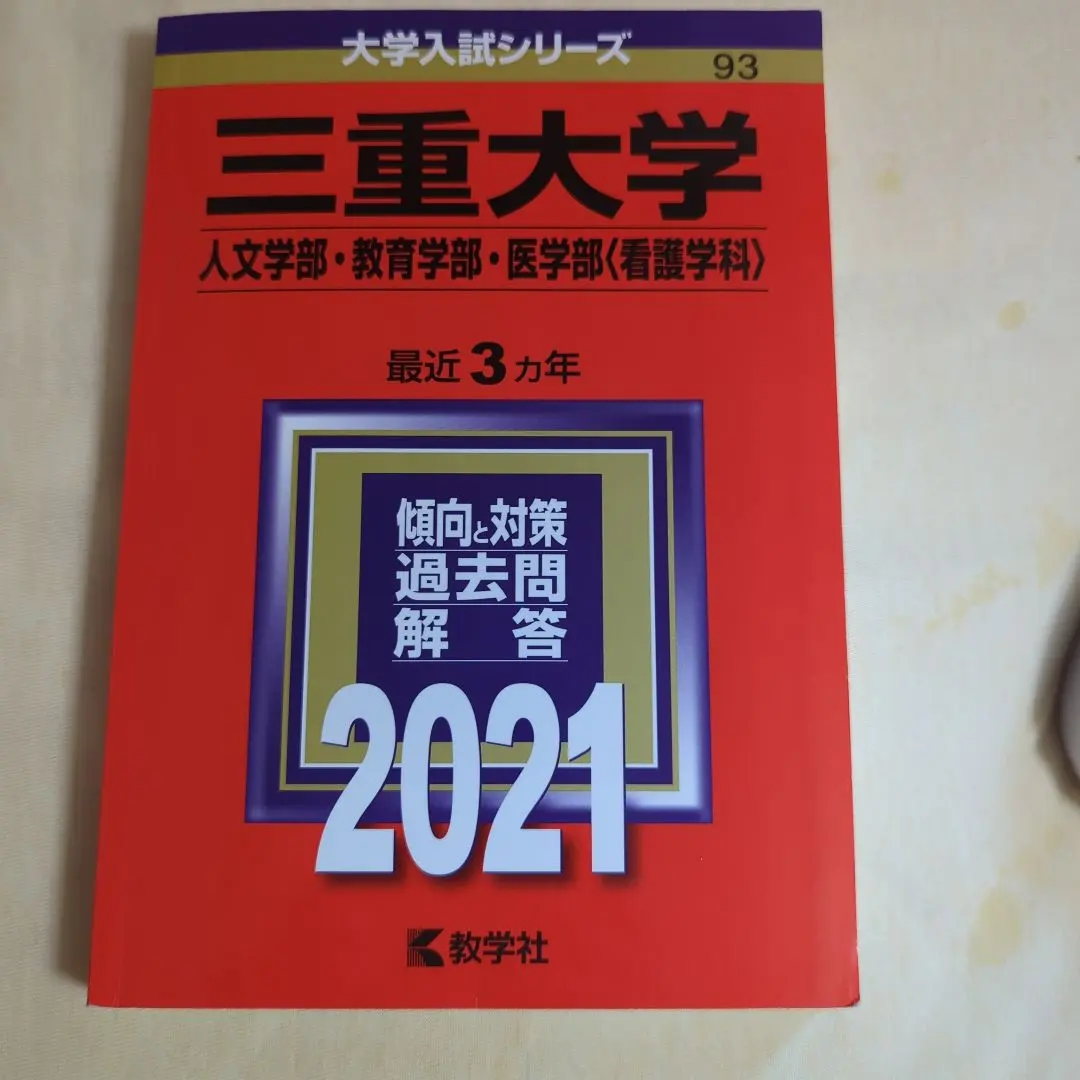 大学入試シリーズ
93
三重大学
人文学部・教育学部・医学部〈看護学科〉
最近3カ年
傾向と対策
過去問
解答
2021
教学社